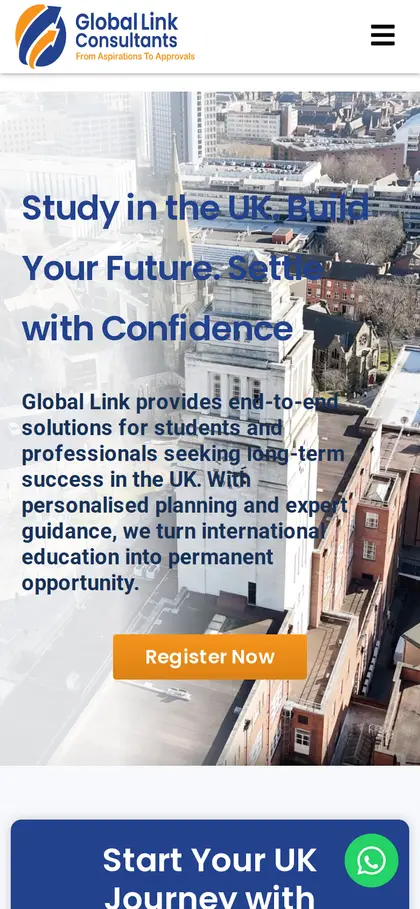 Global Link
Consultants
From Aspirations To Approvals
Study in the UK. Build
Your Future. Settle
with Confidence
Global Link provides end-to-end
solutions for students and
professionals seeking long-term
success in the UK. With
personalised planning and expert
guidance, we turn international
education into permanent
opportunity.
Register Now
Start Your UK
Journey with